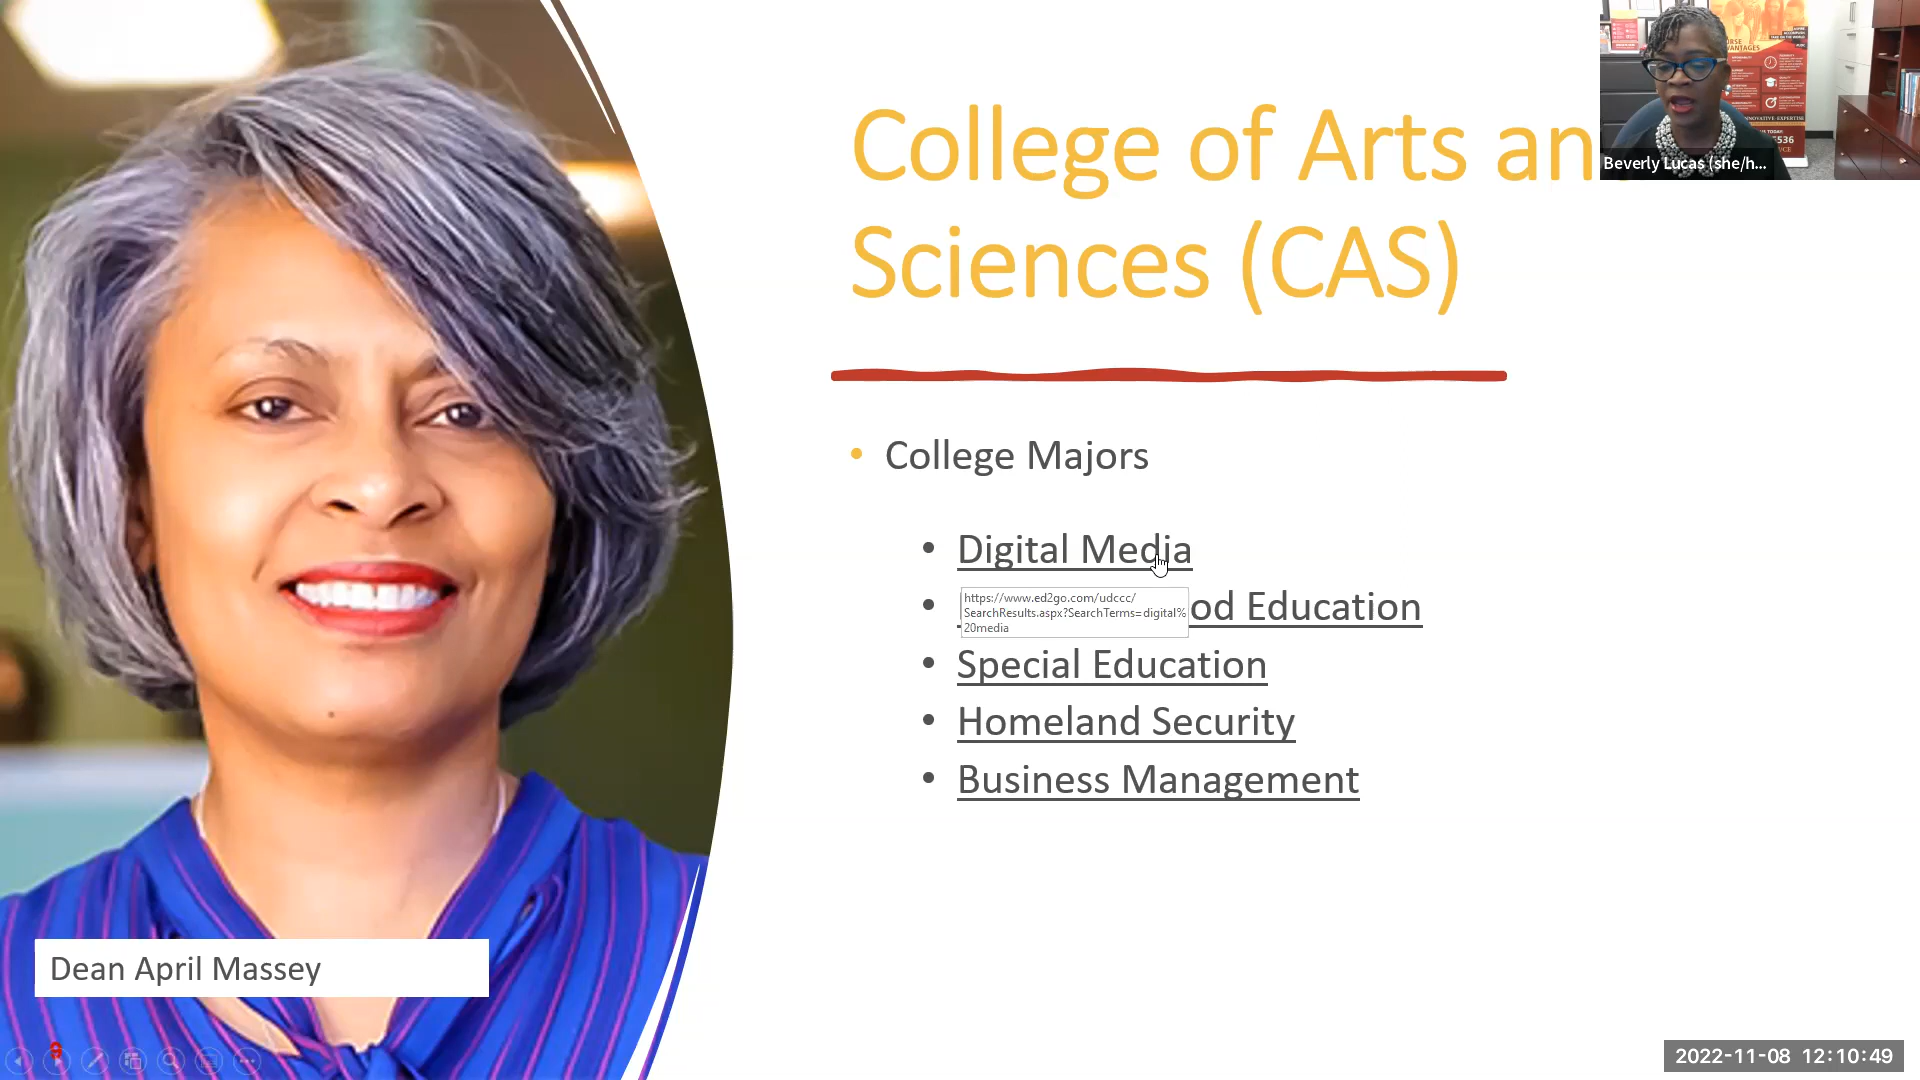 College of Arts an
Sciences (CAS)
Beverly Lucas (she/h...
• College Majors
• Digital Media
• od Education
https://www.ed2go.com/udccc/
SearchResults.aspx?SearchTerms=digital%
20media
• Special Education
• Homeland Security
• Business Management
Dean April Massey
2022-11-08 12:10:49